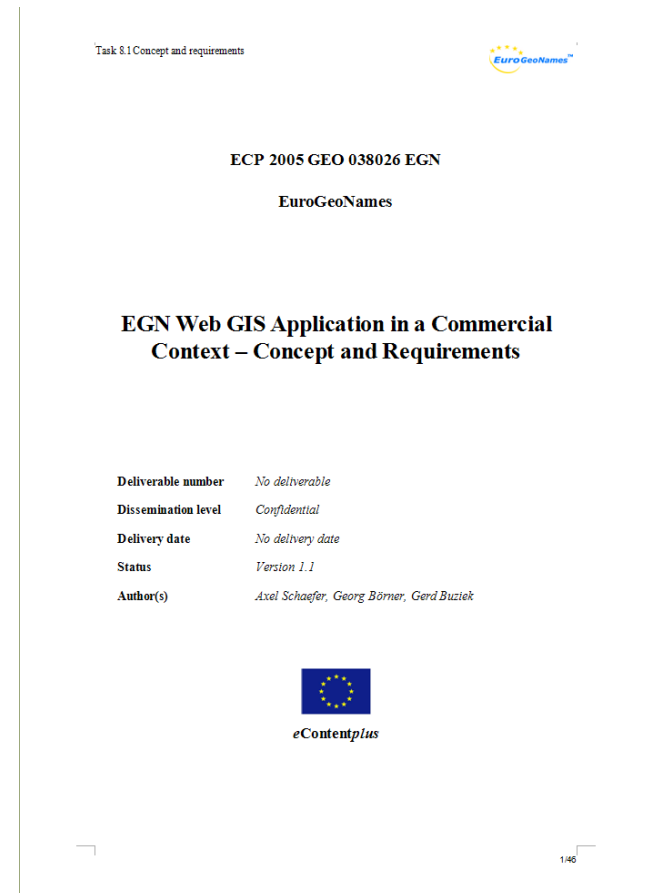 Task 8.1 Concept and requirements
EuroGeoNames™
ECP 2005 GEO 038026 EGN
EuroGeoNames
EGN Web GIS Application in a Commercial
Context – Concept and Requirements
Deliverable number No deliverable
Dissemination level Confidential
Delivery date No delivery date
Status Version 1.1
Author(s) Axel Schaefer, Georg Börner, Gerd Buziek
eContentplus
1/46